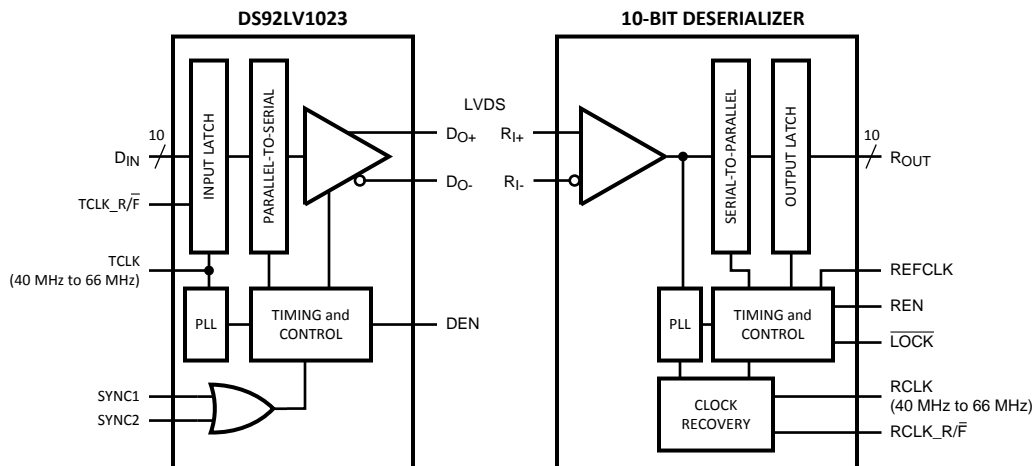 DS92LV1023
10-BIT DESERIALIZER
INPUT LATCH
PARALLEL-TO-SERIAL
10
DIN
TCLK_R/F̅
TCLK
(40 MHz to 66 MHz)
PLL
TIMING and
CONTROL
SYNC1
SYNC2
LVDS
DO+
DO-
DEN
RI+
RI-
SERIAL-TO-PARALLEL
OUTPUT LATCH
10
ROUT
REFCLK
REN
L̅O̅C̅K̅
PLL
TIMING and
CONTROL
CLOCK
RECOVERY
RCLK
(40 MHz to 66 MHz)
RCLK_R/F̅